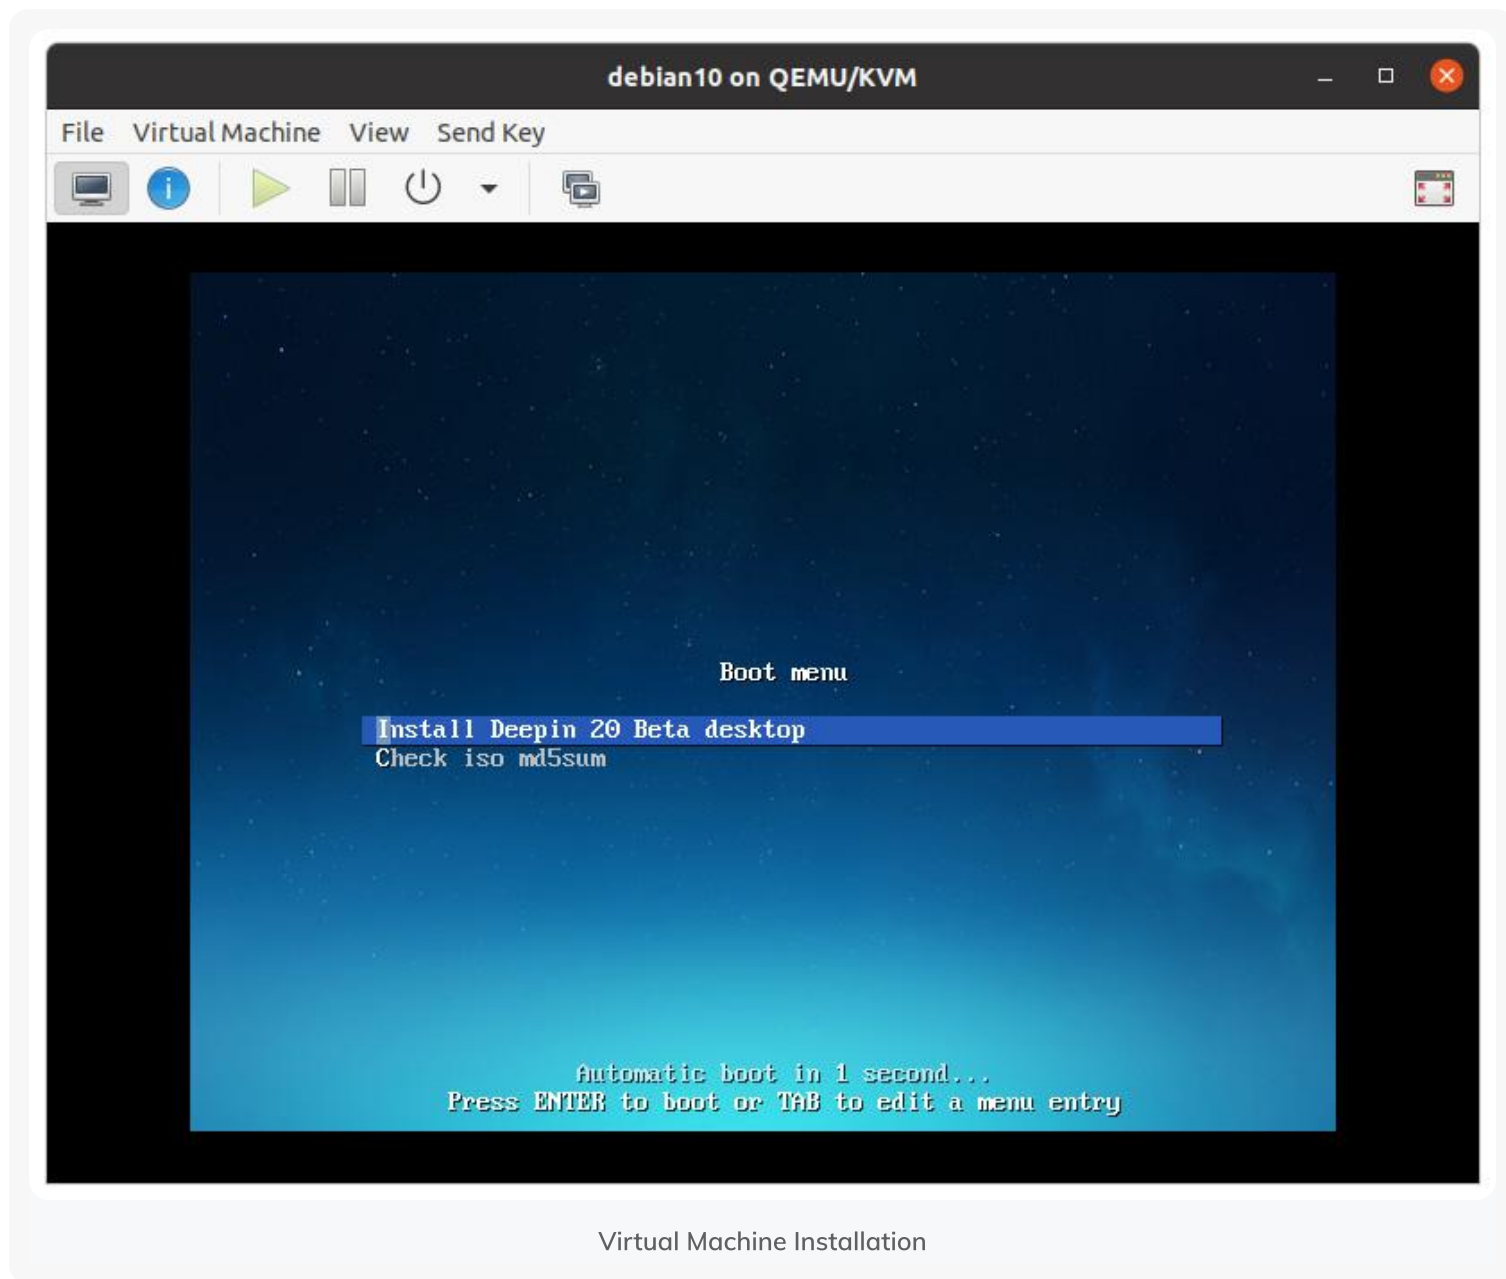 debian10 on QEMU/KVM
File Virtual Machine View Send Key
Boot menu
Install Deepin 20 Beta desktop
Check iso md5sum
Automatic boot in 1 second...
Press ENTER to boot or TAB to edit a menu entry
Virtual Machine Installation